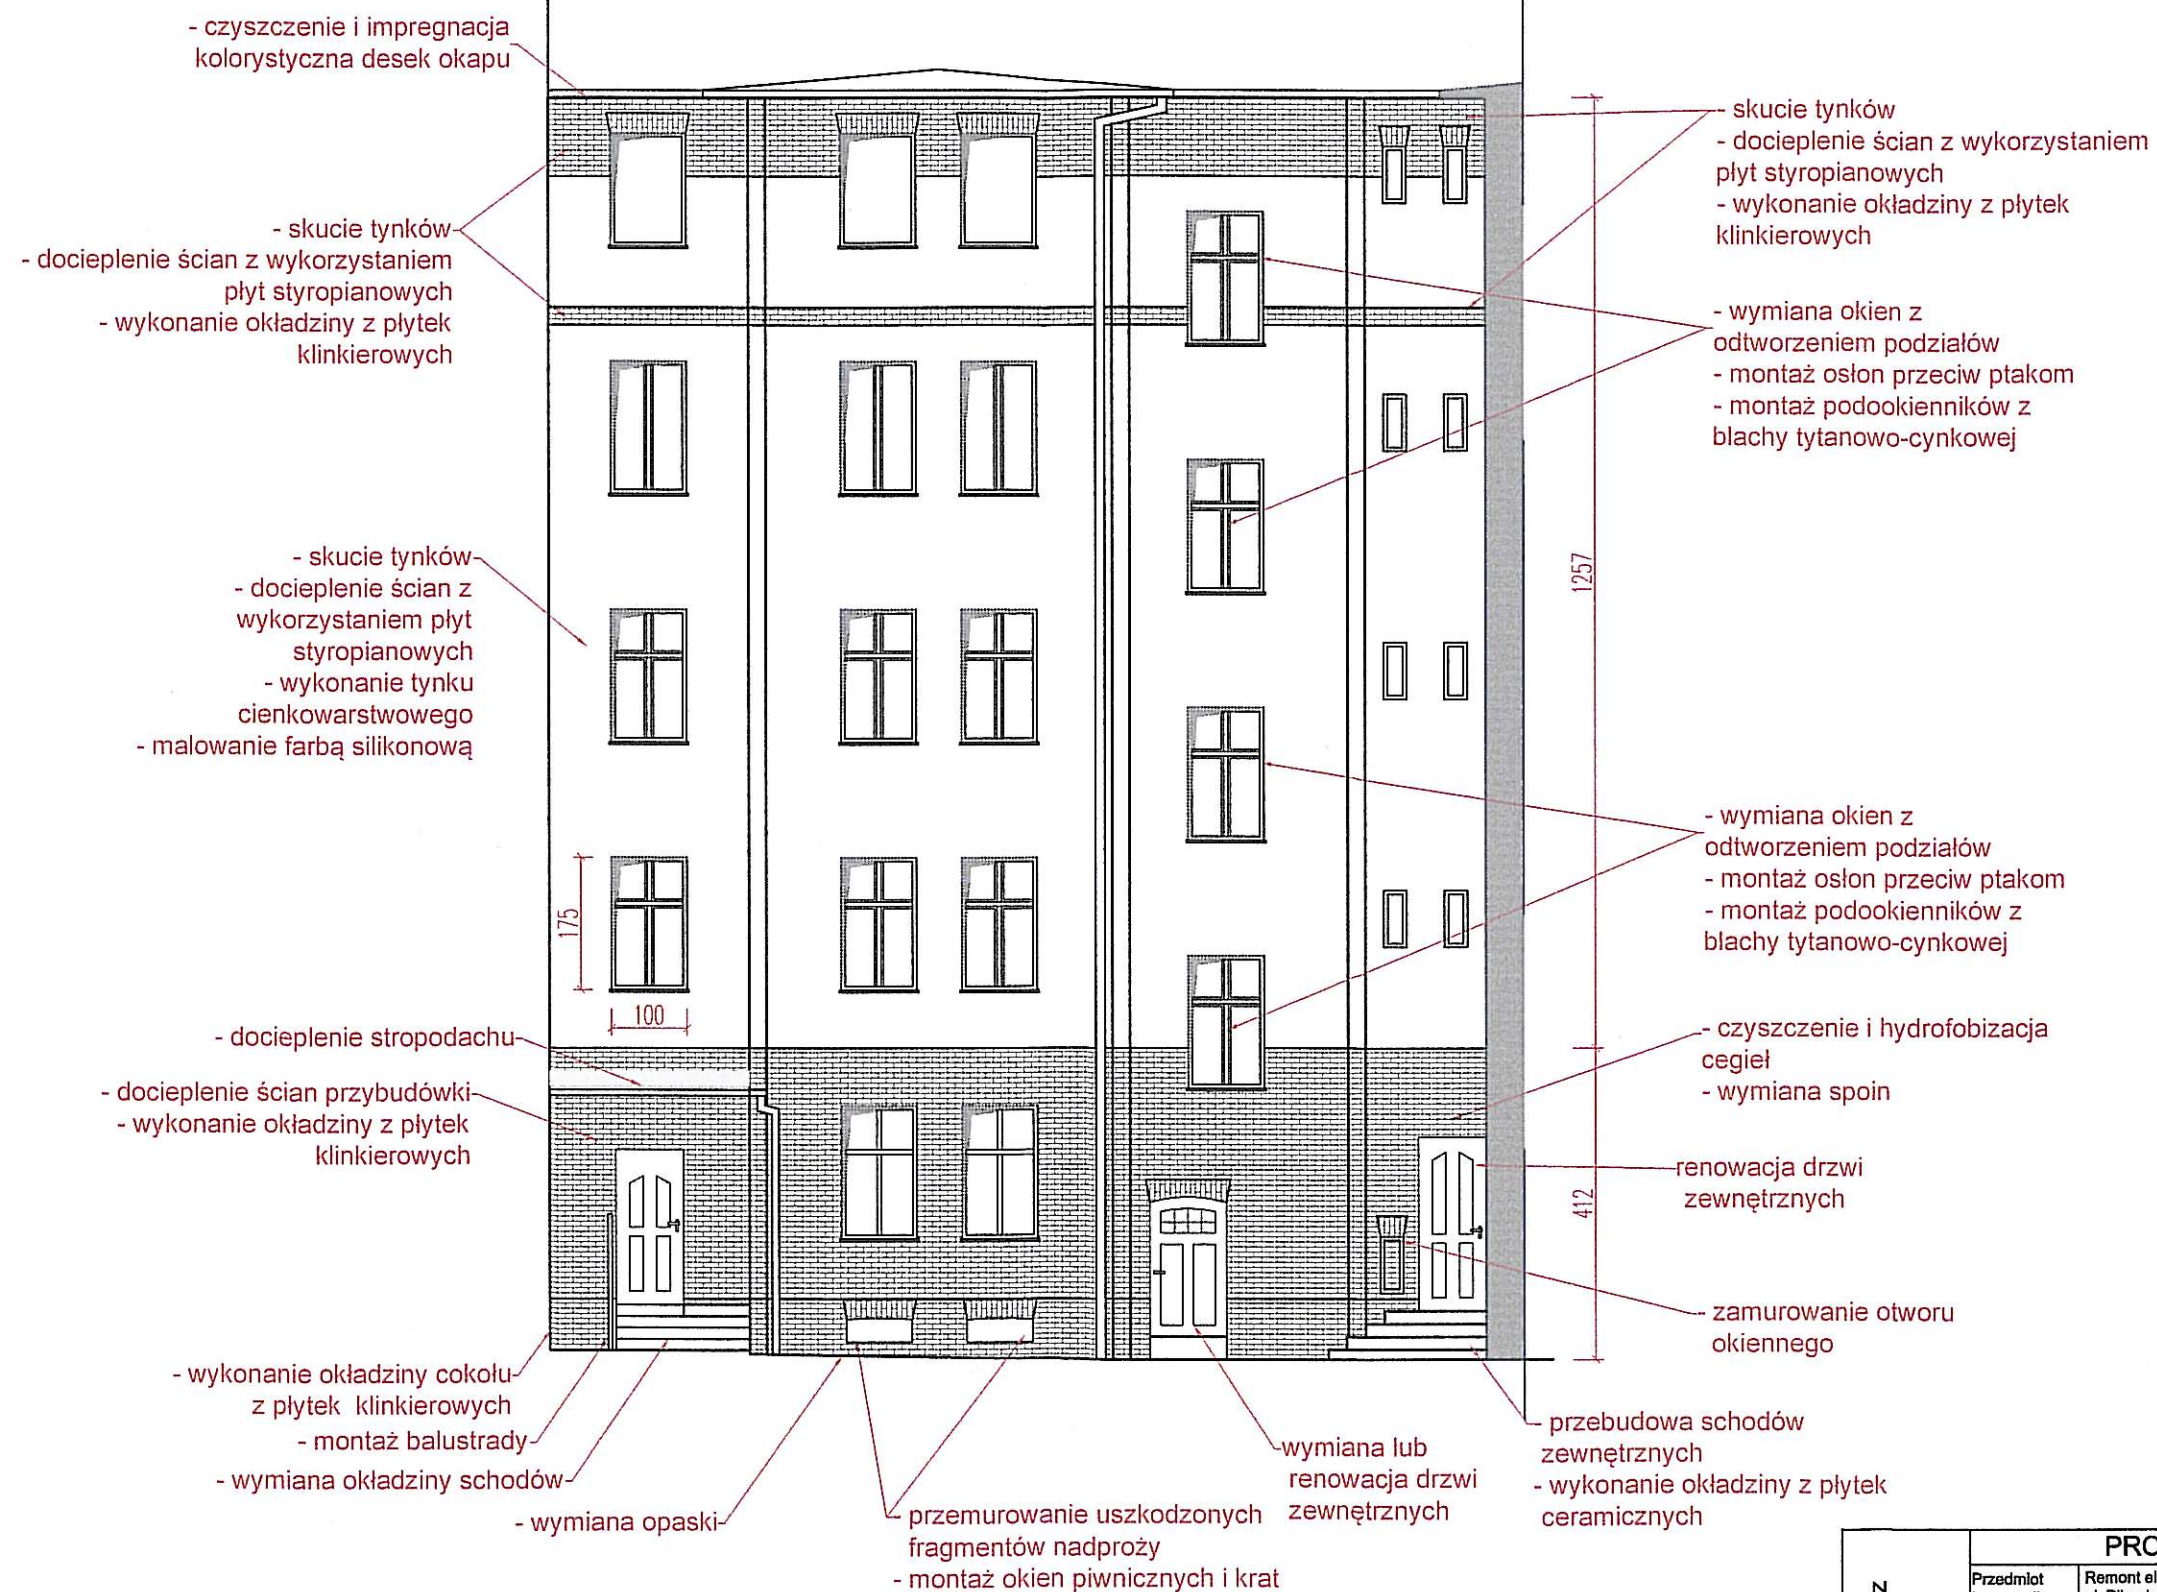 - czyszczenie i impregnacja
kolorystyczna desek okapu
- skucie tynków
- docieplenie ścian z wykorzystaniem
płyt styropianowych
- wykonanie okładziny z płytek
klinkierowych
- skucie tynków
- docieplenie ścian z
wykorzystaniem płyt
styropianowych
- wykonanie tynku
cienkowarstwowego
- malowanie farbą silikonową
175
100
- docieplenie stropodachu
- docieplenie ścian przybudówki
- wykonanie okładziny z płytek
klinkierowych
- wykonanie okładziny cokołu
z płytek klinkierowych
- montaż balustrady
- wymiana okładziny schodów
- wymiana opaski
- przemurowanie uszkodzonych
fragmentów nadproży
- montaż okien piwnicznych i krat
wymiana lub
renowacja drzwi
zewnętrznych
- skucie tynków
- docieplenie ścian z wykorzystaniem
płyt styropianowych
- wykonanie okładziny z płytek
klinkierowych
- wymiana okien z
odtworzeniem podziałów
- montaż osłon przeciw ptakom
- montaż podookienników z
blachy tytanowo-cynkowej
1257
- wymiana okien z
odtworzeniem podziałów
- montaż osłon przeciw ptakom
- montaż podookienników z
blachy tytanowo-cynkowej
- czyszczenie i hydrofobizacja
cegieł
- wymiana spoin
renowacja drzwi
zewnętrznych
412
- zamurowanie otworu
okiennego
- przebudowa schodów
zewnętrznych
- wykonanie okładziny z płytek
ceramicznych
PRO
Przedmiot
Remont el